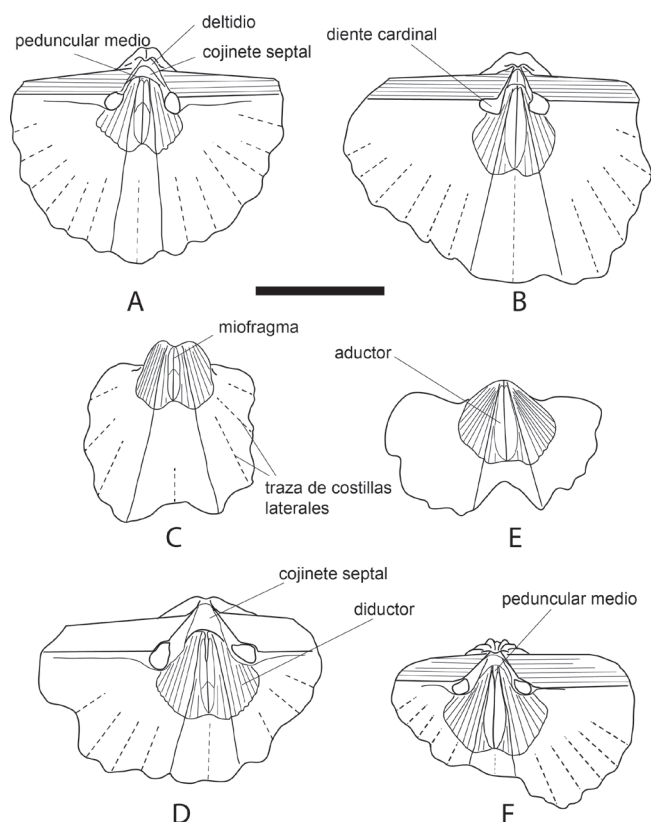 deltidio
peduncular medio
cojinete septal
diente cardinal
A
B
miofragma
aductor
traza de costillas
laterales
C
E
cojinete septal
diductor
peduncular medio
D
F